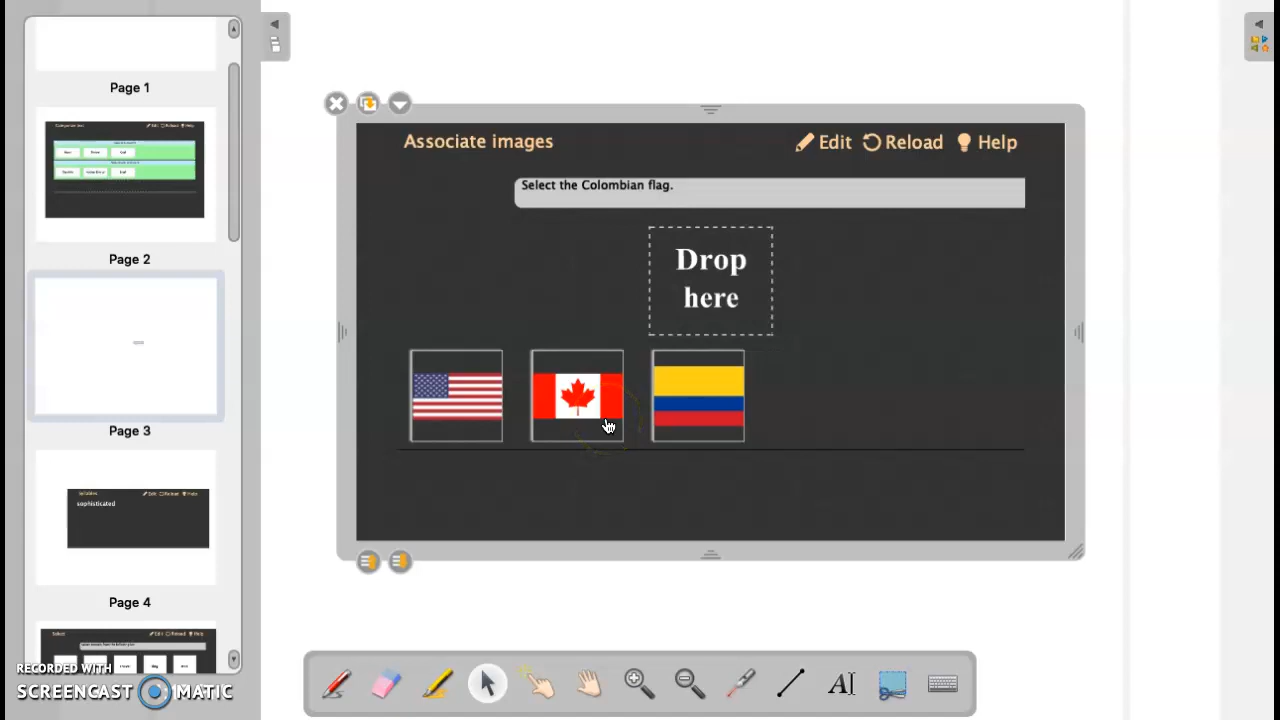 Page 1
Page 2
Page 3
sophisticated
Page 4
RECORDED WITH
SCREENCAST MATIC
Associate images
Edit Reload Help
Select the Colombian flag.
Drop
here